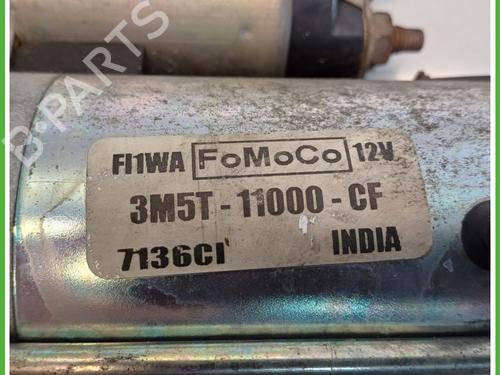 B-PARTS
FI1WA FoMoCo 12V
3M5T-11000-CF
7136CI INDIA